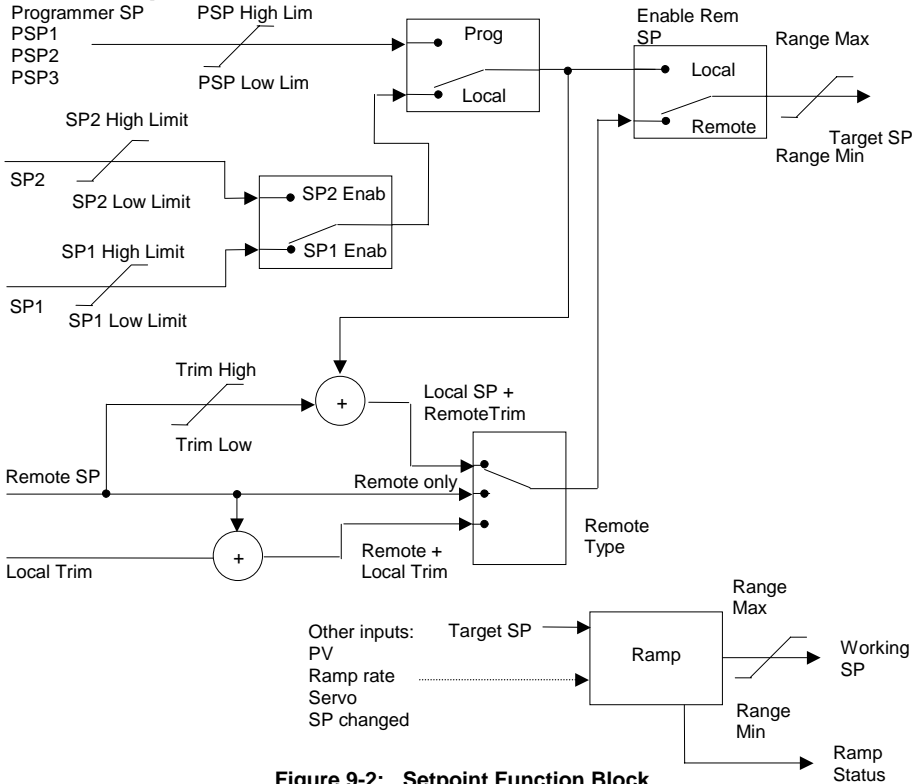 Programmer SP
PSP1
PSP2
PSP3
PSP High Lim
PSP Low Lim
Prog
Local
Enable Rem
SP
Local
Remote
Range Max
Range Min
Target SP
SP2 High Limit
SP2
SP2 Low Limit
SP2 Enab
SP1 Enab
SP1 High Limit
SP1
SP1 Low Limit
Trim High
Trim Low
+
Local SP +
RemoteTrim
Remote SP
Remote only
Remote
Type
+
Remote +
Local Trim
Local Trim
Other inputs:
PV
Ramp rate
Servo
SP changed
Target SP
Ramp
Range
Max
Working
SP
Range
Min
Ramp
Status
Figure 9-2: Setpoint Function Block